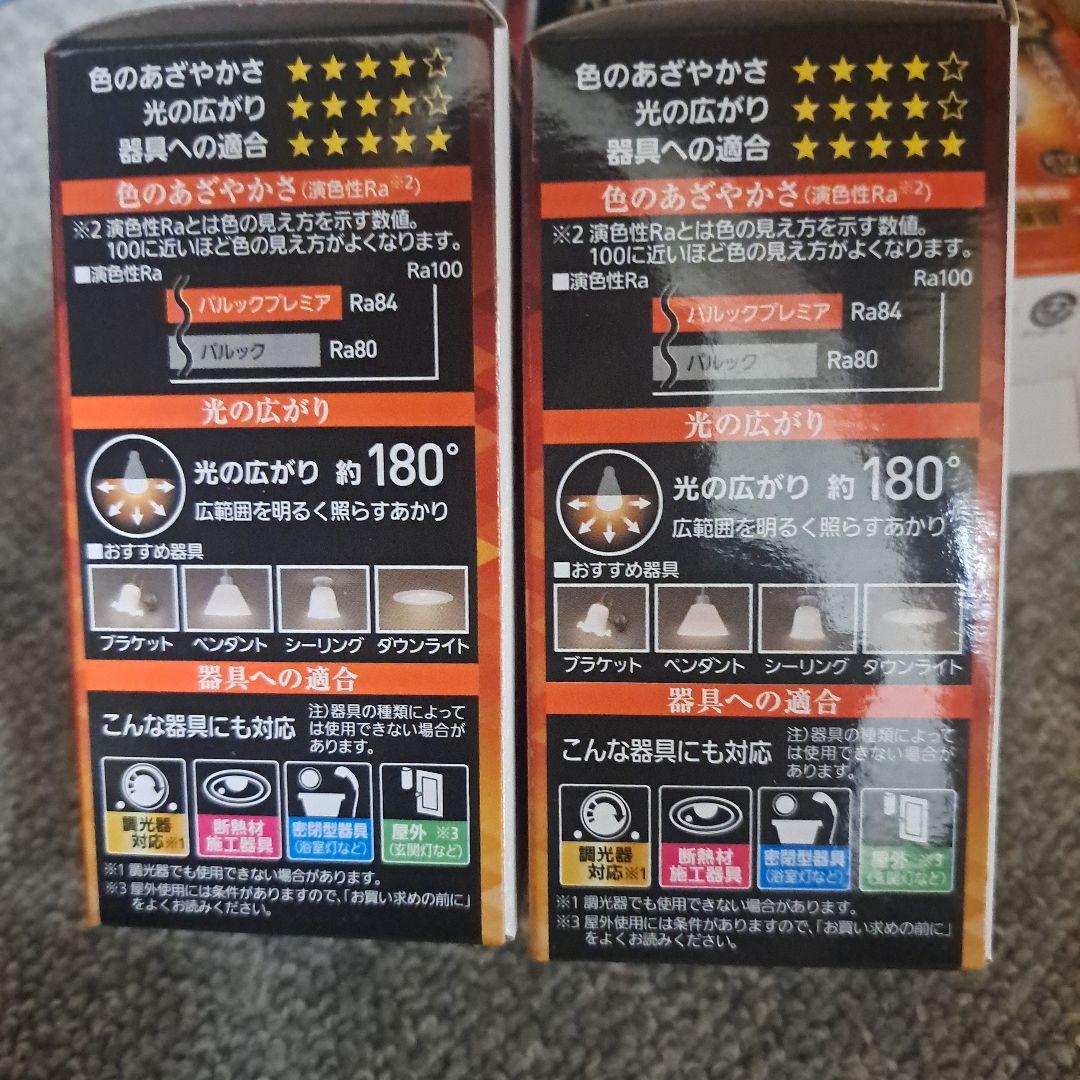 色のあざやかさ ★★★★☆
光の広がり ★★★★☆
器具への適合 ★★★★★
色のあざやかさ(演色性Ra※2)
※2 演色性Raとは色の見え方を示す数値。
100に近いほど色の見え方がよくなります。
■演色性Ra Ra100
パルックプレミア Ra84
パルック Ra80
光の広がり
光の広がり 約180°
広範囲を明るく照らすあかり
■おすすめ器具
ブラケット ペンダント シーリング ダウンライト
器具への適合
こんな器具にも対応
注)器具の種類によって
は使用できない場合が
あります。
調光器 断熱材 密閉型器具 屋外 ※3
対応※1 施工器具 (浴室灯など) (玄関灯など)
※1 調光器でも使用できない場合があります。
※3 屋外使用には条件がありますので、「お買い求めの前に」
をよくお読みください。
色のあざやかさ ★★★★☆
光の広がり ★★★★☆
器具への適合 ★★★★★
色のあざやかさ(演色性Ra※2)
※2 演色性Raとは色の見え方を示す数値。
100に近いほど色の見え方がよくなります。
■演色性Ra Ra100
パルックプレミア Ra84
パルック Ra80
光の広がり
光の広がり 約180°
広範囲を明るく照らすあかり
■おすすめ器具
ブラケット ペンダント シーリング ダウンライト
器具への適合
こんな器具にも対応
注)器具の種類によって
は使用できない場合が
あります。
調光器 断熱材 密閉型器具 屋外 ※3
対応※1 施工器具 (浴室灯など) (玄関灯など)
※1 調光器でも使用できない場合があります。
※3 屋外使用には条件がありますので、「お買い求めの前に」
をよくお読みください。